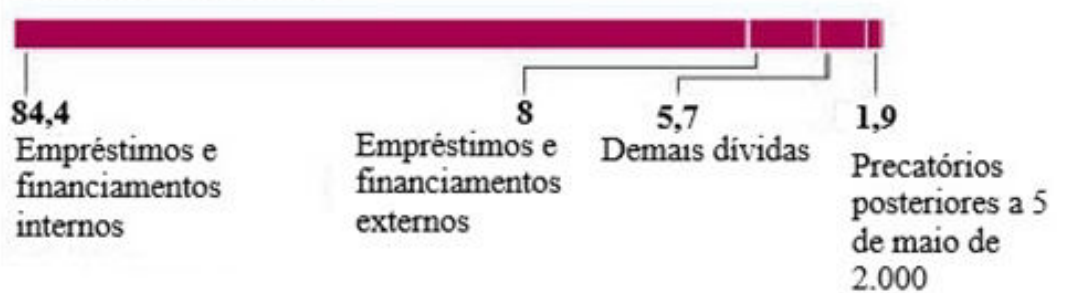 84,4
Empréstimos e
financiamentos
internos
8
Empréstimos e
financiamentos
externos
5,7
Demais dívidas
1,9
Precatórios
posteriores a 5
de maio de
2.000